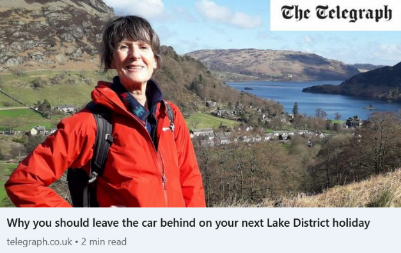 The Telegraph
Why you should leave the car behind on your next Lake District holiday
telegraph.co.uk • 2 min read